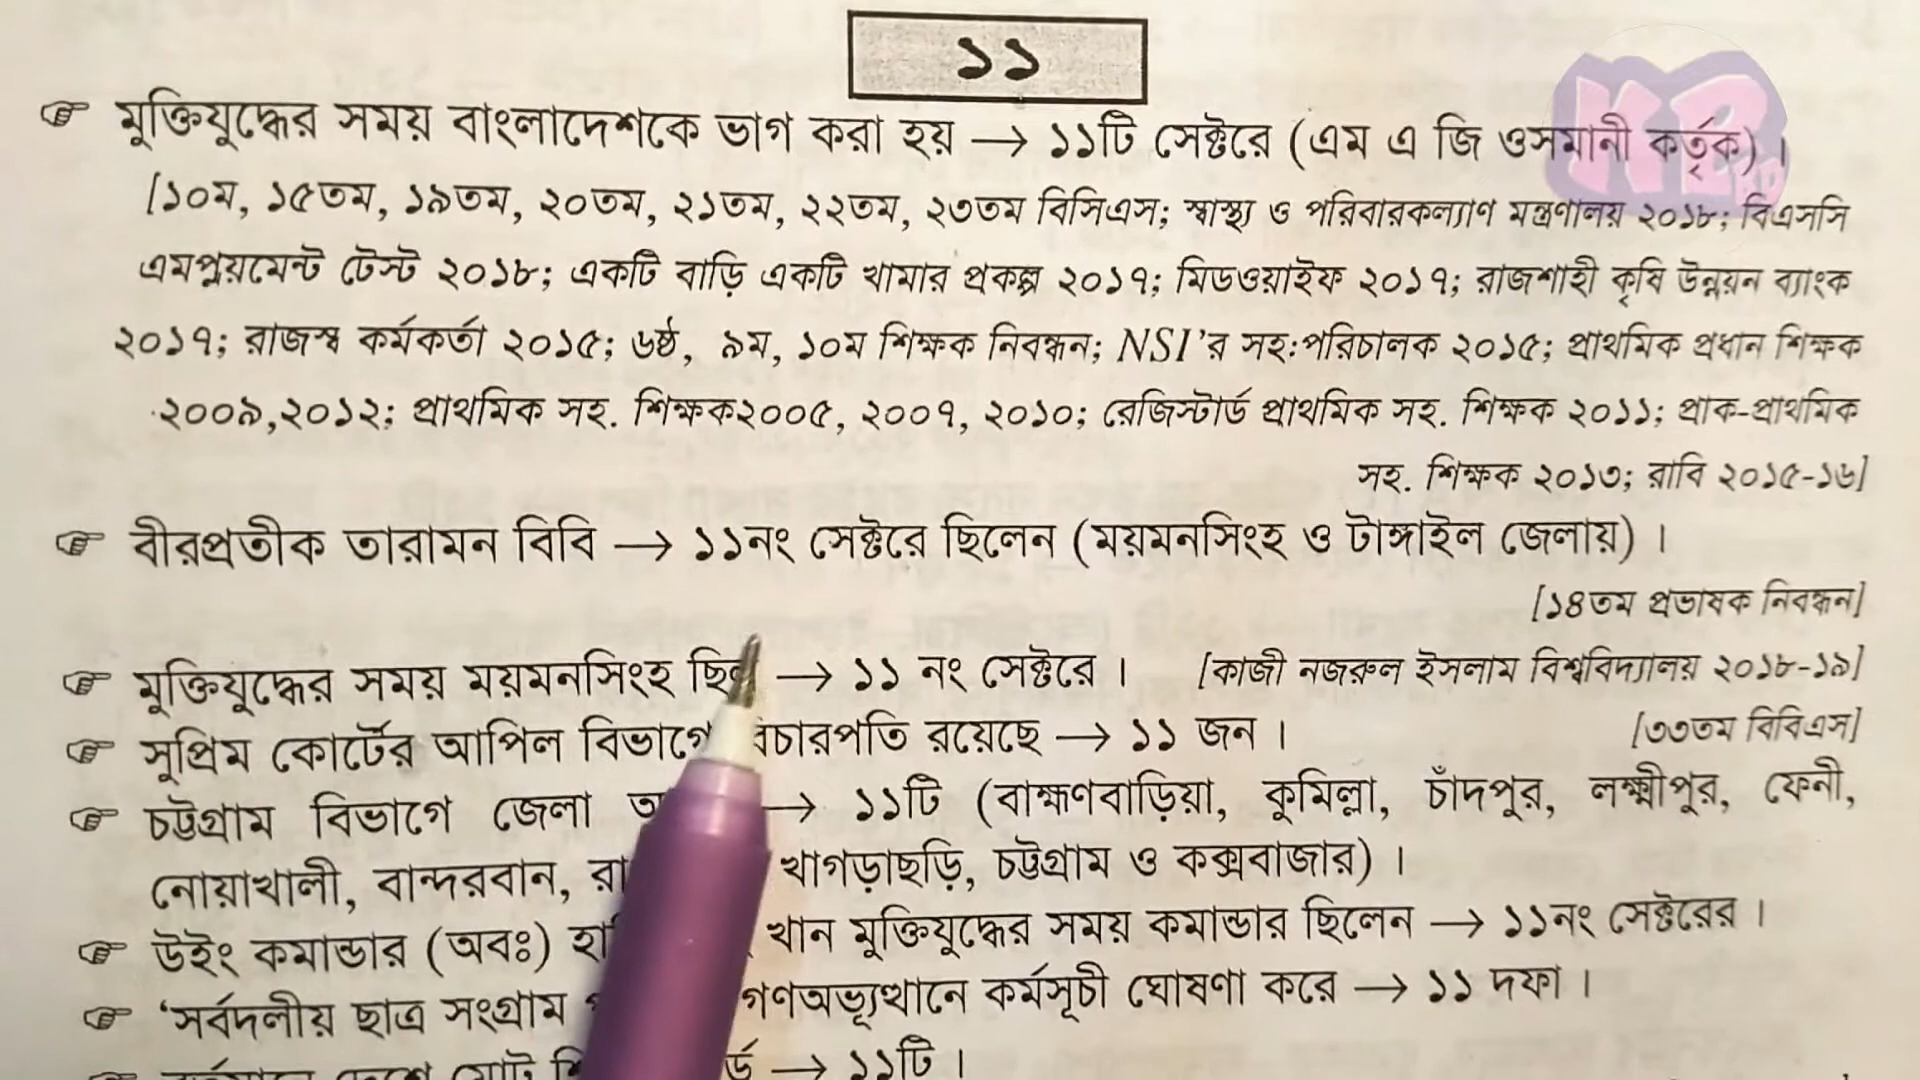 ১১
☞ মুক্তিযুদ্ধের সময় বাংলাদেশকে ভাগ করা হয় → ১১টি সেক্টরে (এম এ জি ওসমানী কর্তৃক)।
[১০ম, ১৫তম, ১৯তম, ২০তম, ২১তম, ২২তম, ২৩তম বিসিএস; স্বাস্থ্য ও পরিবারকল্যাণ মন্ত্রণালয় ২০১৮; বিএসসি
এমপ্লয়মেন্ট টেস্ট ২০১৮; একটি বাড়ি একটি খামার প্রকল্প ২০১৭; মিডওয়াইফ ২০১৭; রাজশাহী কৃষি উন্নয়ন ব্যাংক
২০১৭; রাজস্ব কর্মকর্তা ২০১৫; ৬ষ্ঠ, ৯ম, ১০ম শিক্ষক নিবন্ধন; NSI'র সহ:পরিচালক ২০১৫; প্রাথমিক প্রধান শিক্ষক
২০০৯,২০১২; প্রাথমিক সহ. শিক্ষক২০০৫, ২০০৭, ২০১০; রেজিস্টার্ড প্রাথমিক সহ. শিক্ষক ২০১১; প্রাক-প্রাথমিক
সহ. শিক্ষক ২০১৩; রাবি ২০১৫-১৬]
☞ বীরপ্রতীক তারামন বিবি → ১১নং সেক্টরে ছিলেন (ময়মনসিংহ ও টাঙ্গাইল জেলায়)।
[১৪তম প্রভাষক নিবন্ধন]
☞ মুক্তিযুদ্ধের সময় ময়মনসিংহ → ১১ নং সেক্টরে। [কাজী নজরুল ইসলাম বিশ্ববিদ্যালয় ২০১৮-১৯]
☞ সুপ্রিম কোর্টের আপিল বিভাগে রয়েছে → ১১ জন। [৩৩তম বিবিএস]
☞ চট্টগ্রাম বিভাগে জেলা → ১১টি (বাহ্মণবাড়িয়া, কুমিল্লা, চাঁদপুর, লক্ষ্মীপুর, ফেনী,
নোয়াখালী, বান্দরবান, খাগড়াছড়ি, চট্টগ্রাম ও কক্সবাজার)।
☞ উইং কমান্ডার (অবঃ) খান মুক্তিযুদ্ধের সময় কমান্ডার ছিলেন → ১১নং সেক্টরের।
☞ 'সর্বদলীয় ছাত্র সংগ্রাম গণঅভ্যূত্থানে কর্মসূচী ঘোষণা করে → ১১ দফা।
→ ১১টি।